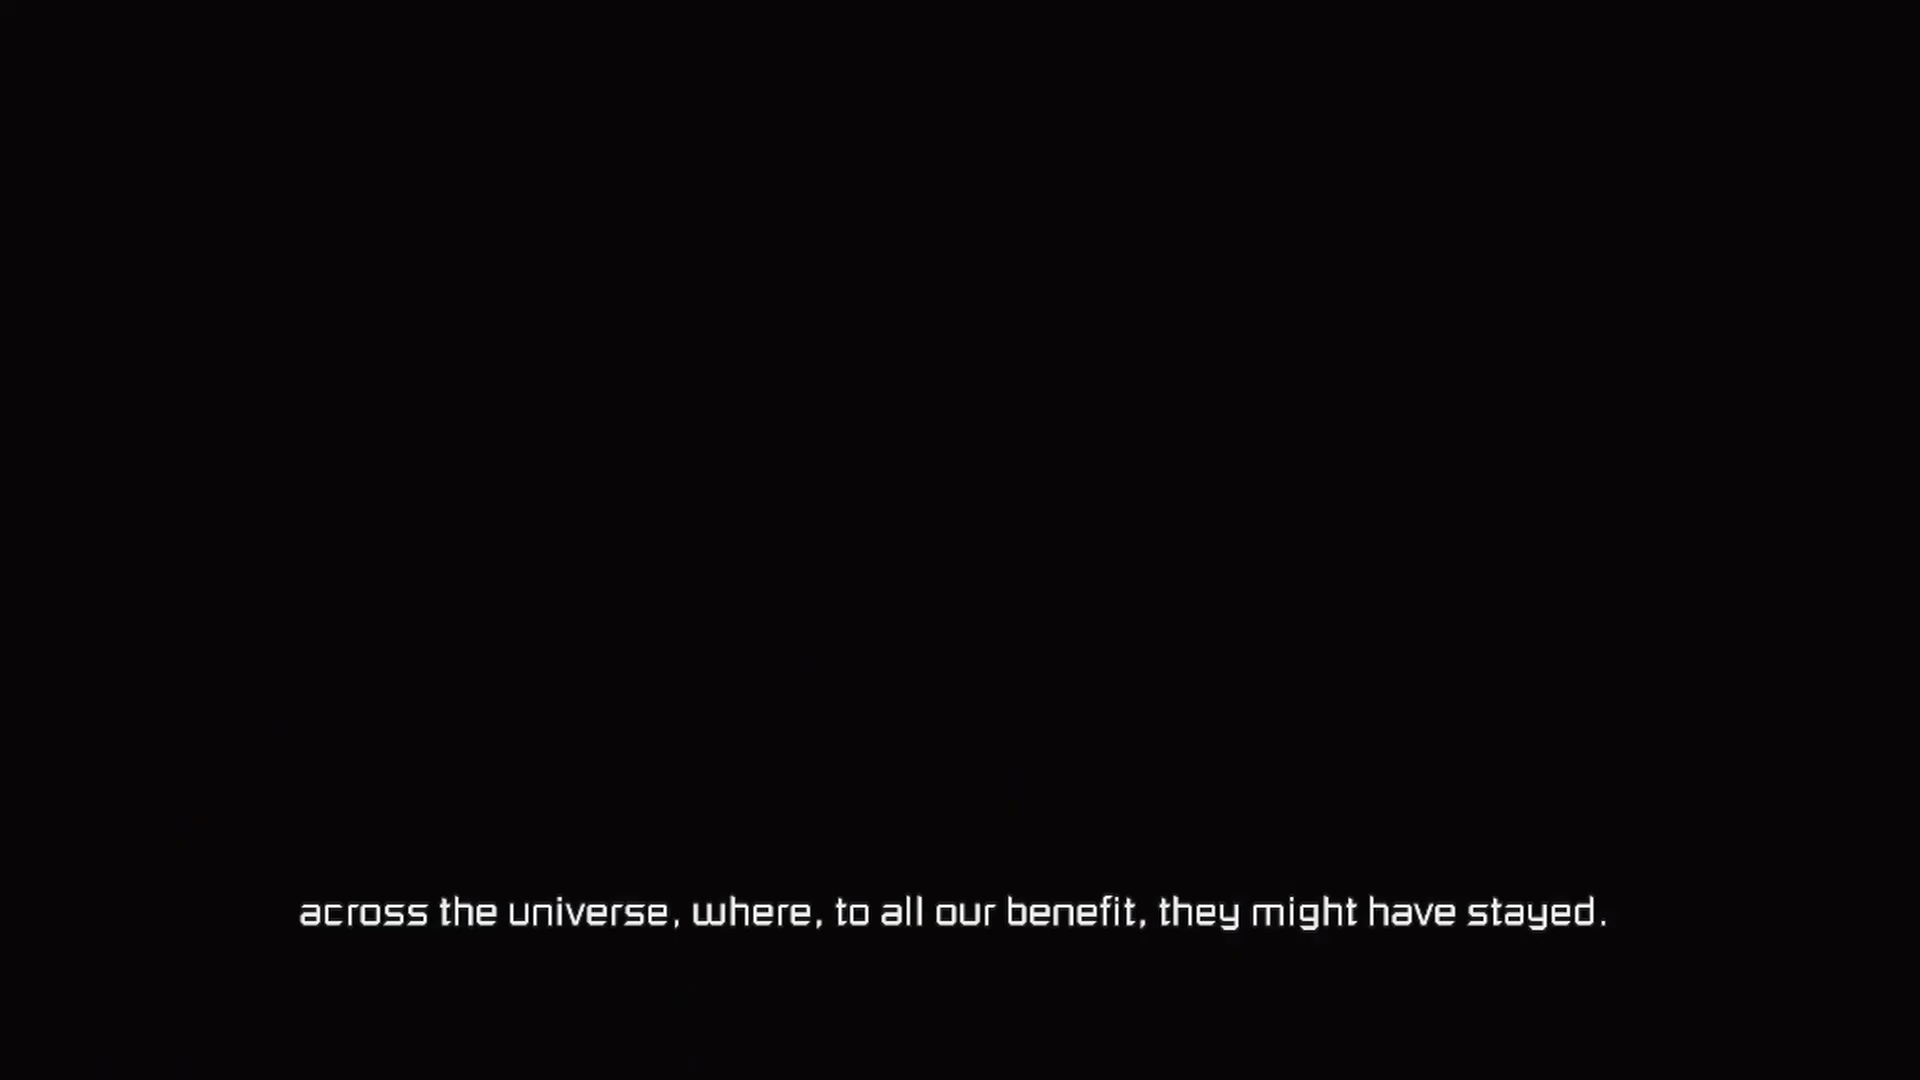 across the universe, where, to all our benefit, they might have stayed.